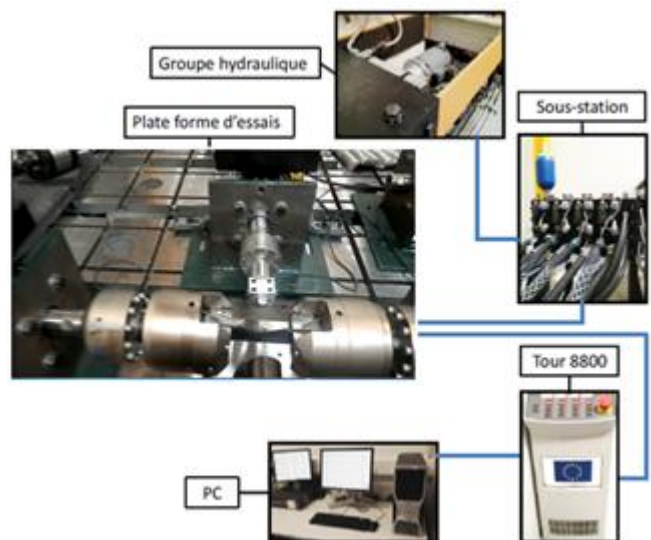 Groupe hydraulique
Sous-station
Plate forme d'essais
Tour 8800
PC